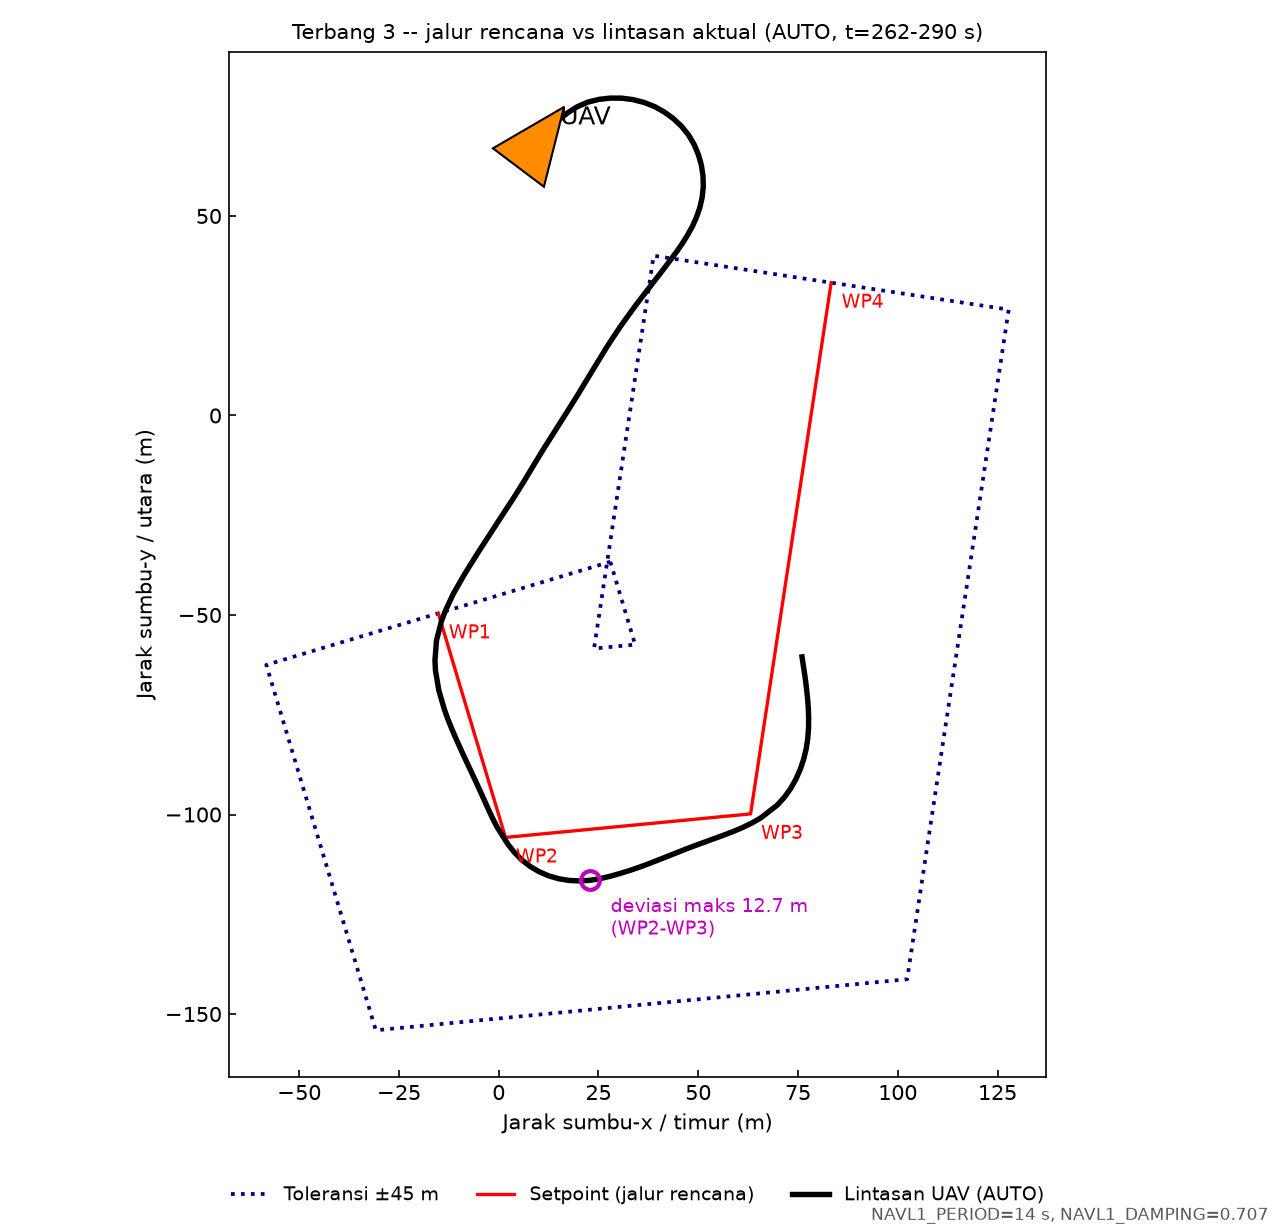 Terbang 3 -- jalur rencana vs lintasan aktual (AUTO, t=262-290 s)
UAV
50
WP4
0
Jarak sumbu-y / utara (m)
−50
WP1
−100
WP3
WP2
deviasi maks 12.7 m
(WP2-WP3)
−150
−50 −25 0 25 50 75 100 125
Jarak sumbu-x / timur (m)
Toleransi ±45 m Setpoint (jalur rencana) Lintasan UAV (AUTO)
NAVL1_PERIOD=14 s, NAVL1_DAMPING=0.707